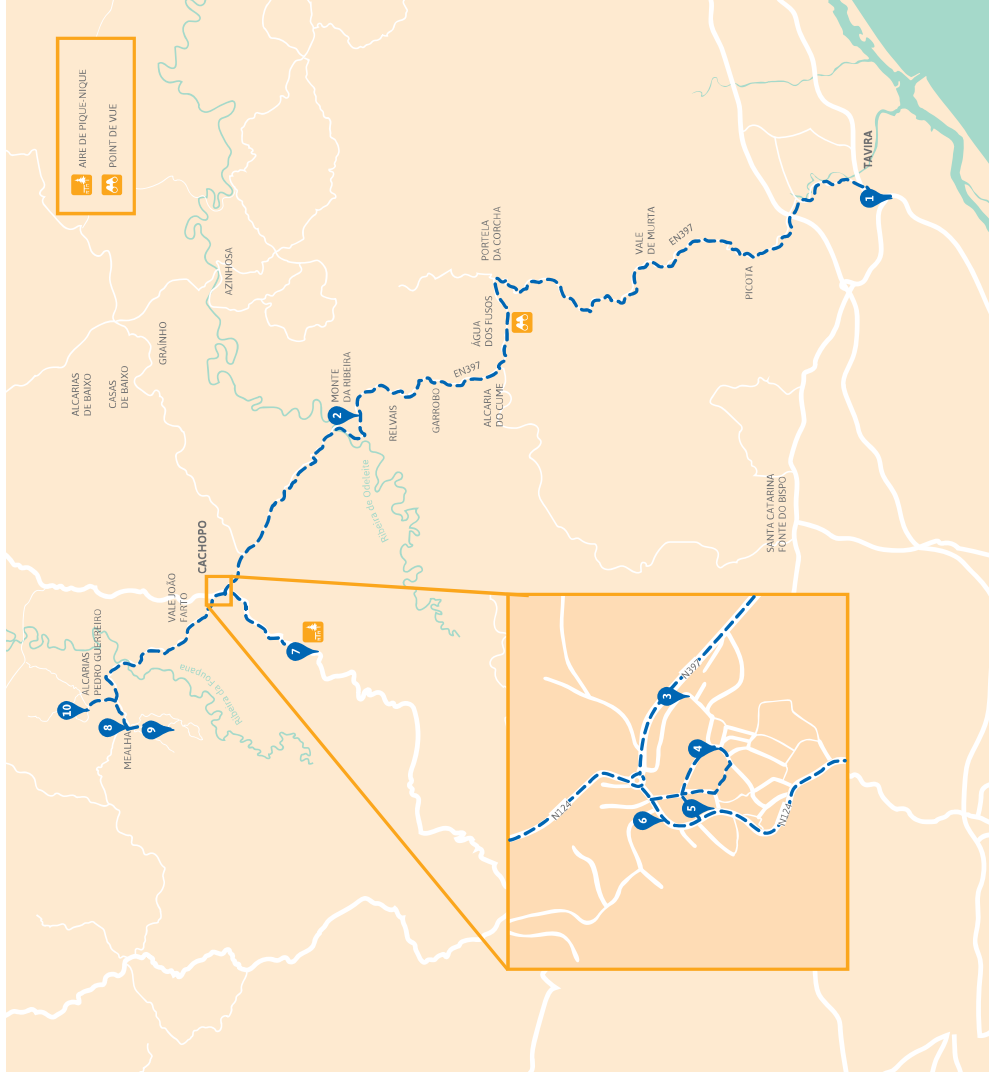 AIRE DE PIQUE-NIQUE
POINT DE VUE
ALCARIAS
PEDRO GUERREIRO
10
8
9
MEALHA
VALE JOÃO
FARTO
CACHOPO
7
Ribeira da Foupana
ALCARIAS
DE BAIXO
CASAS
DE BAIXO
GRAÍNHO
AZINHOSA
MONTE
DA RIBEIRA
2
RELVAIS
GARROBO
EN397
Ribeira de Odeleite
ALCARIA
DO CUME
ÁGUA
DOS FUSOS
PORTELA
DA CORCHA
VALE
DE MURTA
EN397
PICOTA
TAVIRA
1
SANTA CATARINA
FONTE DO BISPO
N124
6
5
4
3
N397
N124